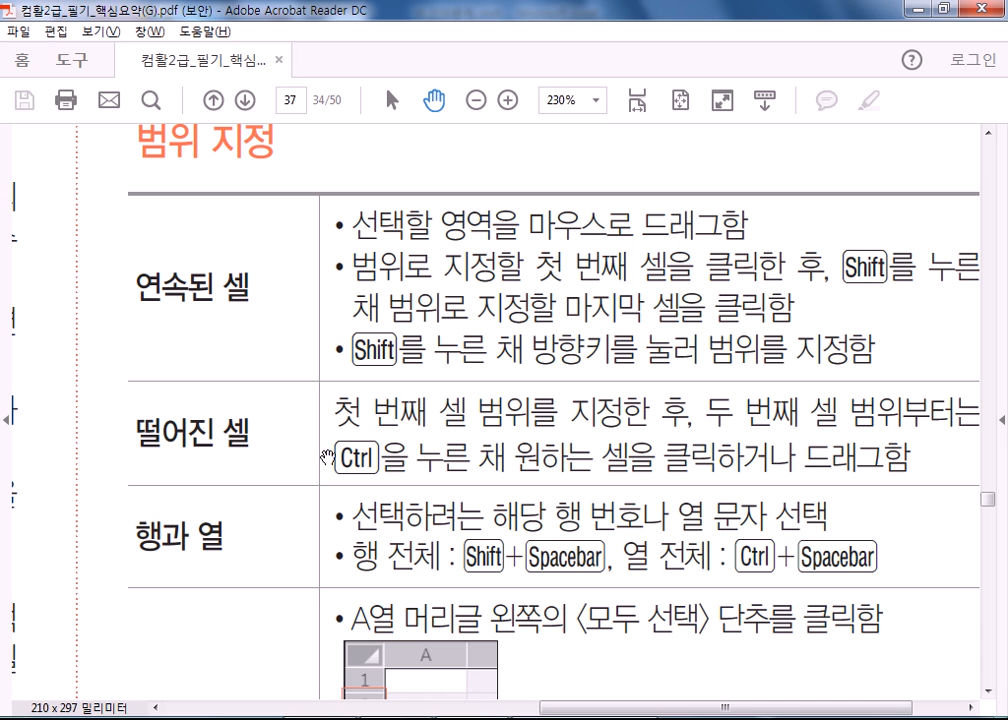 컴활2급_필기_핵심요약(G).pdf (보안) - Adobe Acrobat Reader DC
파일 편집 보기(V) 창(W) 도움말(H)
홈 도구 컴활2급_필기_핵심... × 로그인
37 34/50 230%
범위 지정
연속된 셀
• 선택할 영역을 마우스로 드래그함
• 범위로 지정할 첫 번째 셀을 클릭한 후, Shift를 누른
채 범위로 지정할 마지막 셀을 클릭함
• Shift를 누른 채 방향키를 눌러 범위를 지정함
떨어진 셀
첫 번째 셀 범위를 지정한 후, 두 번째 셀 범위부터는
Ctrl을 누른 채 원하는 셀을 클릭하거나 드래그함
행과 열
• 선택하려는 해당 행 번호나 열 문자 선택
• 행 전체 : Shift+Spacebar, 열 전체 : Ctrl+Spacebar
• A열 머리글 왼쪽의 〈모두 선택〉 단추를 클릭함
A
1
210 x 297 밀리미터